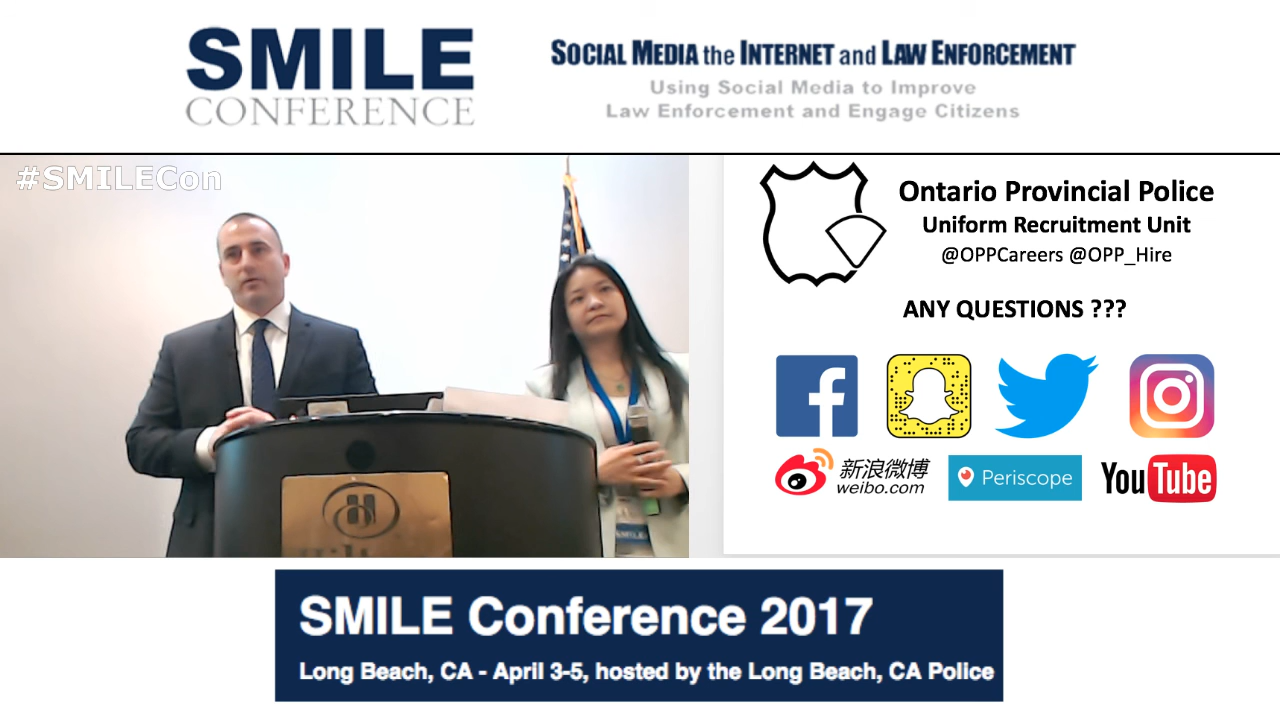 SMILE
CONFERENCE
SOCIAL MEDIA the INTERNET and LAW ENFORCEMENT
Using Social Media to Improve
Law Enforcement and Engage Citizens
#SMILECon
Hilton
Ontario Provincial Police
Uniform Recruitment Unit
@OPPCareers @OPP_Hire
ANY QUESTIONS ???
新浪微博
weibo.com
Periscope
YouTube
SMILE Conference 2017
Long Beach, CA - April 3-5, hosted by the Long Beach, CA Police